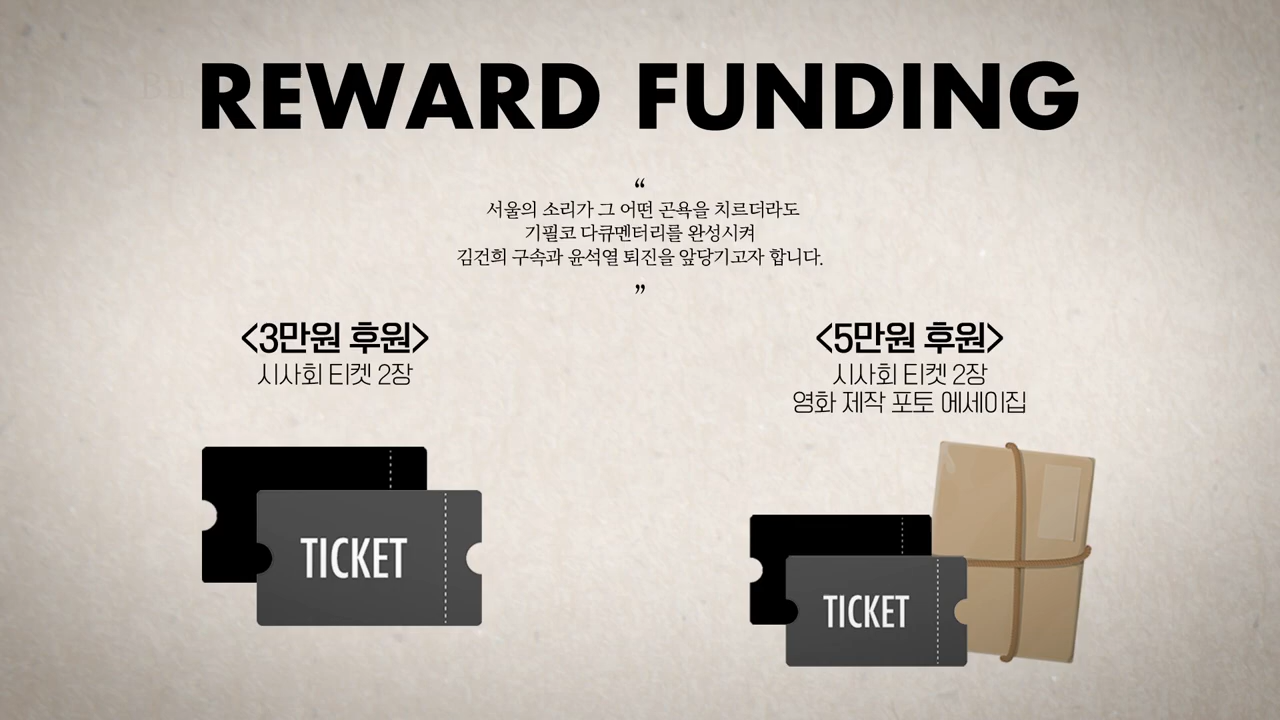 REWARD FUNDING
“
서울의 소리가 그 어떤 곤욕을 치르더라도
기필코 다큐멘터리를 완성시켜
김건희 구속과 윤석열 퇴진을 앞당기고자 합니다.
”
<3만원 후원>
시사회 티켓 2장
<5만원 후원>
시사회 티켓 2장
영화 제작 포토 에세이집
TICKET
TICKET